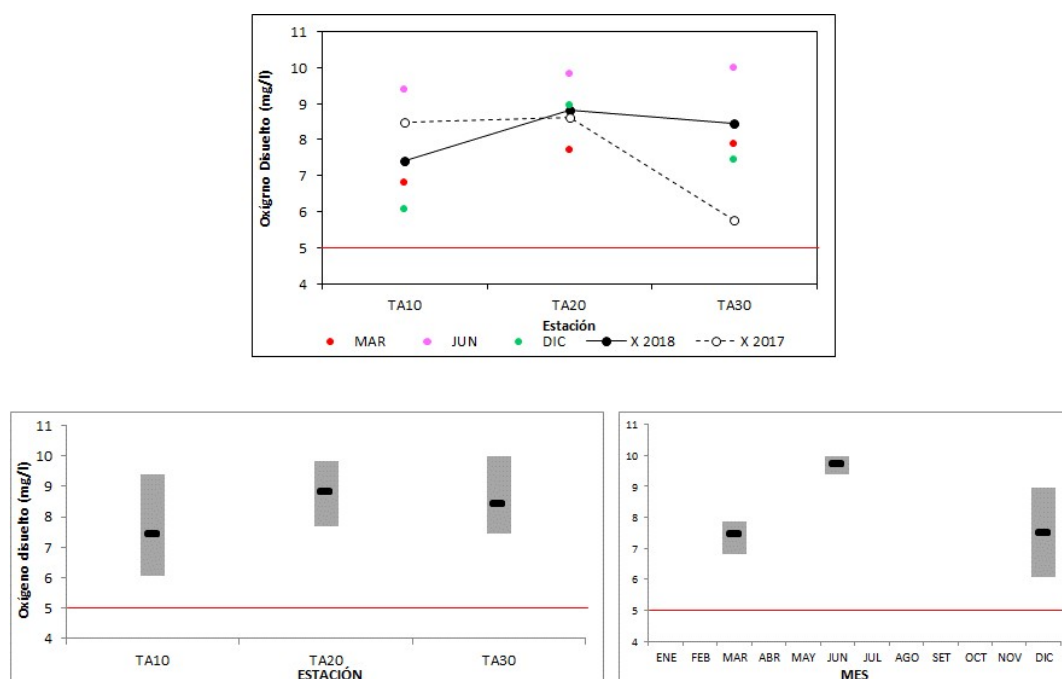 Oxígrno Disuelto (mg/l)
11
10
9
8
7
6
5
4
TA10 TA20 TA30
Estación
MAR JUN DIC X 2018 X 2017
Oxígeno disuelto (mg/l)
11
10
9
8
7
6
5
4
TA10 TA20 TA30
ESTACIÓN
11
10
9
8
7
6
5
4
ENE FEB MAR ABR MAY JUN JUL AGO SET OCT NOV DIC
MES